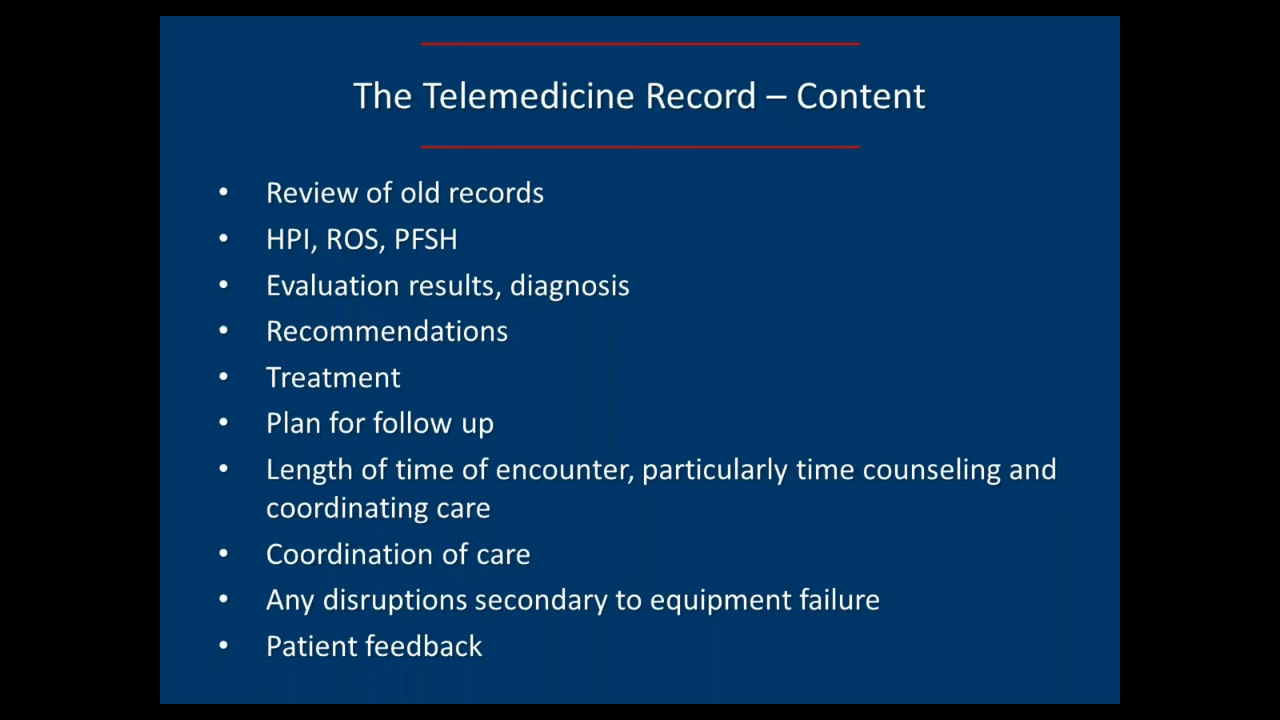 The Telemedicine Record – Content
• Review of old records
• HPI, ROS, PFSH
• Evaluation results, diagnosis
• Recommendations
• Treatment
• Plan for follow up
• Length of time of encounter, particularly time counseling and
coordinating care
• Coordination of care
• Any disruptions secondary to equipment failure
• Patient feedback